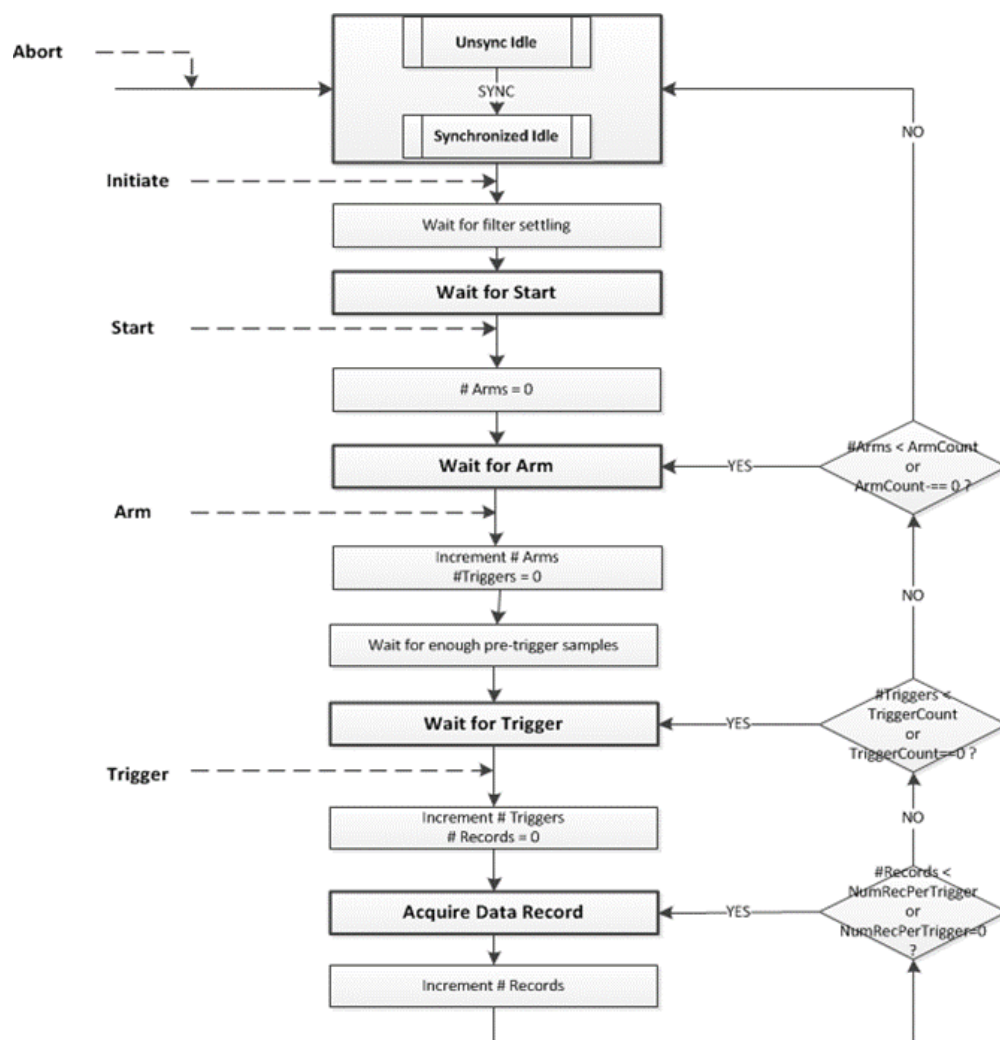 Unsync Idle
Abort
SYNC
NO
Synchronized Idle
Initiate
Wait for filter settling
Wait for Start
Start
# Arms = 0
#Arms < ArmCount
or
ArmCount-== 0 ?
Wait for Arm
YES
Arm
Increment # Arms
#Triggers = 0
NO
Wait for enough pre-trigger samples
#Triggers <
TriggerCount
or
TriggerCount==0 ?
Wait for Trigger
YES
Trigger
Increment # Triggers
# Records = 0
NO
#Records <
NumRecPerTrigger
or
NumRecPerTrigger=0
?
Acquire Data Record
YES
Increment # Records